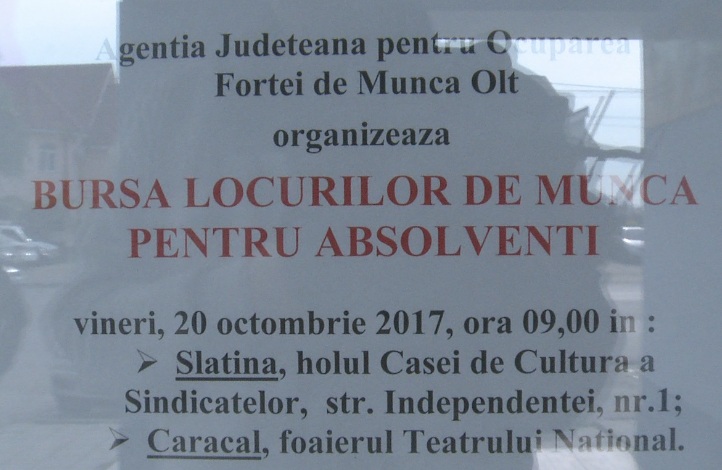 Agentia Judeteana pentru Ocuparea
Fortei de Munca Olt
organizeaza
BURSA LOCURILOR DE MUNCA
PENTRU ABSOLVENTI
vineri, 20 octombrie 2017, ora 09,00 in :
➢ Slatina, holul Casei de Cultura a
Sindicatelor, str. Independentei, nr.1;
➢ Caracal, foaierul Teatrului National.